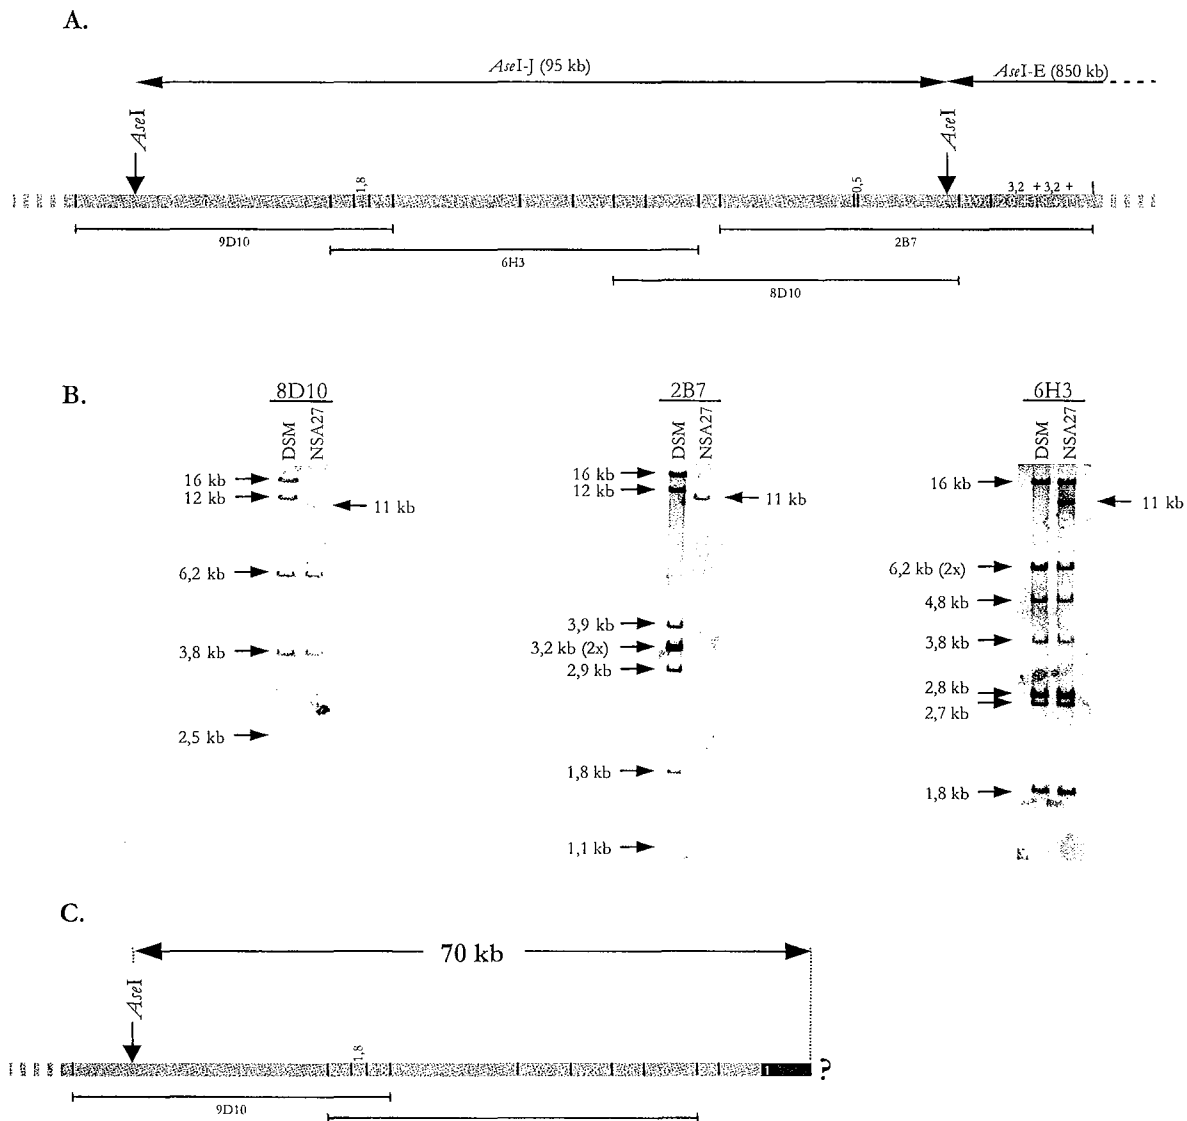 A.
AseI-J (95 kb)
AseI-E (850 kb)
AseI
AseI
1,8
0,5
3,2 + 3,2 +
9D10
2B7
6H3
8D10
B.
8D10
2B7
6H3
DSM
NSA27
DSM
NSA27
DSM
NSA27
16 kb
12 kb
11 kb
6,2 kb
3,8 kb
2,5 kb
16 kb
12 kb
11 kb
3,9 kb
3,2 kb (2x)
2,9 kb
1,8 kb
1,1 kb
16 kb
11 kb
6,2 kb (2x)
4,8 kb
3,8 kb
2,8 kb
2,7 kb
1,8 kb
C.
70 kb
AseI
1,8
?
9D10